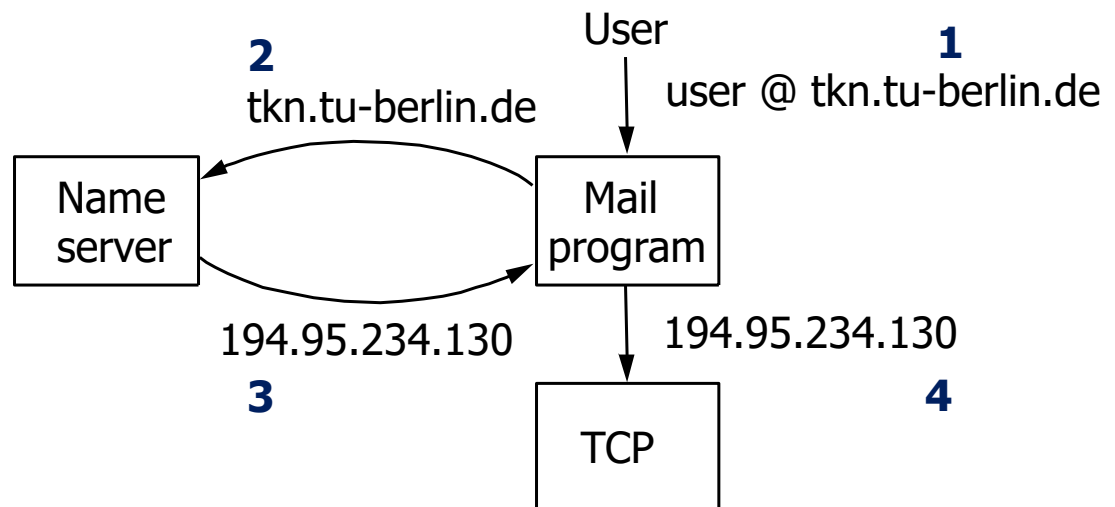 User
1
user @ tkn.tu-berlin.de
2
tkn.tu-berlin.de
Name
server
Mail
program
194.95.234.130
3
194.95.234.130
4
TCP